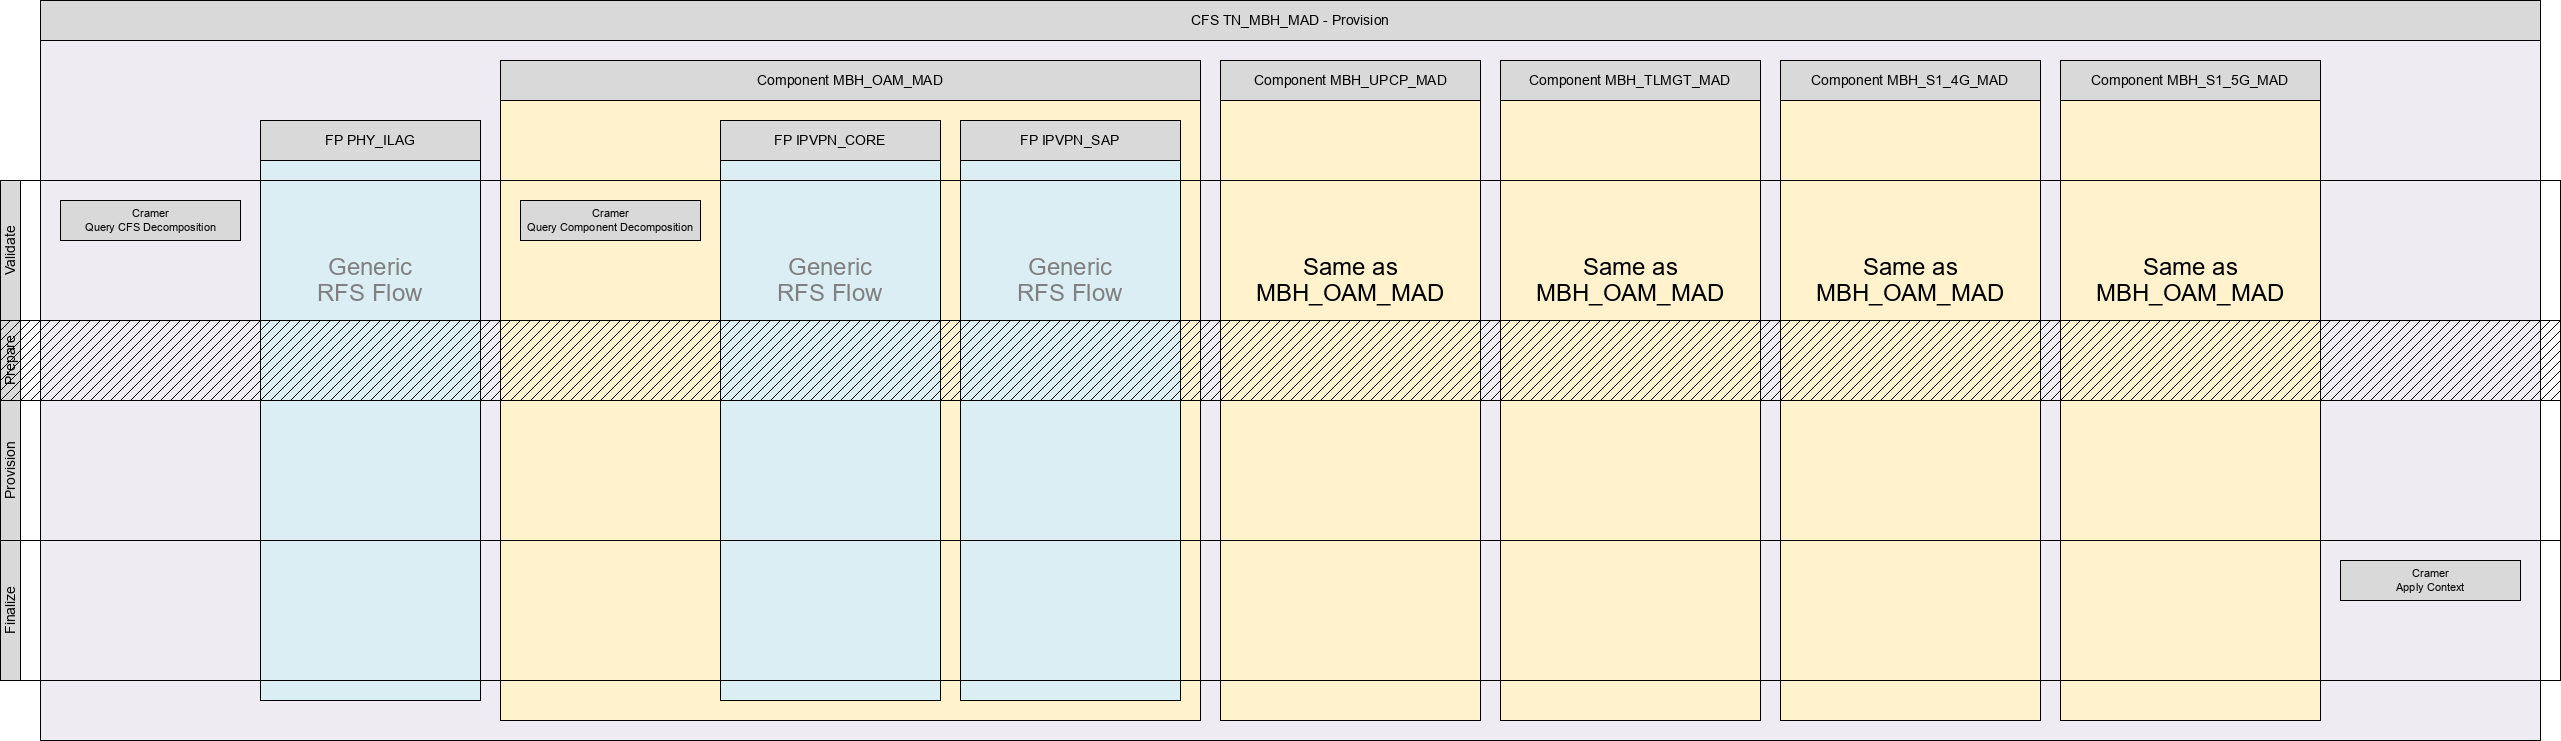 CFS TN_MBH_MAD - Provision
Component MBH_OAM_MAD
Component MBH_UPCP_MAD
Component MBH_TLMGT_MAD
Component MBH_S1_4G_MAD
Component MBH_S1_5G_MAD
FP PHY_ILAG
FP IPVPN_CORE
FP IPVPN_SAP
Validate
Cramer
Query CFS Decomposition
Generic
RFS Flow
Cramer
Query Component Decomposition
Generic
RFS Flow
Generic
RFS Flow
Same as
MBH_OAM_MAD
Same as
MBH_OAM_MAD
Same as
MBH_OAM_MAD
Same as
MBH_OAM_MAD
Prepare
Provision
Finalize
Cramer
Apply Context